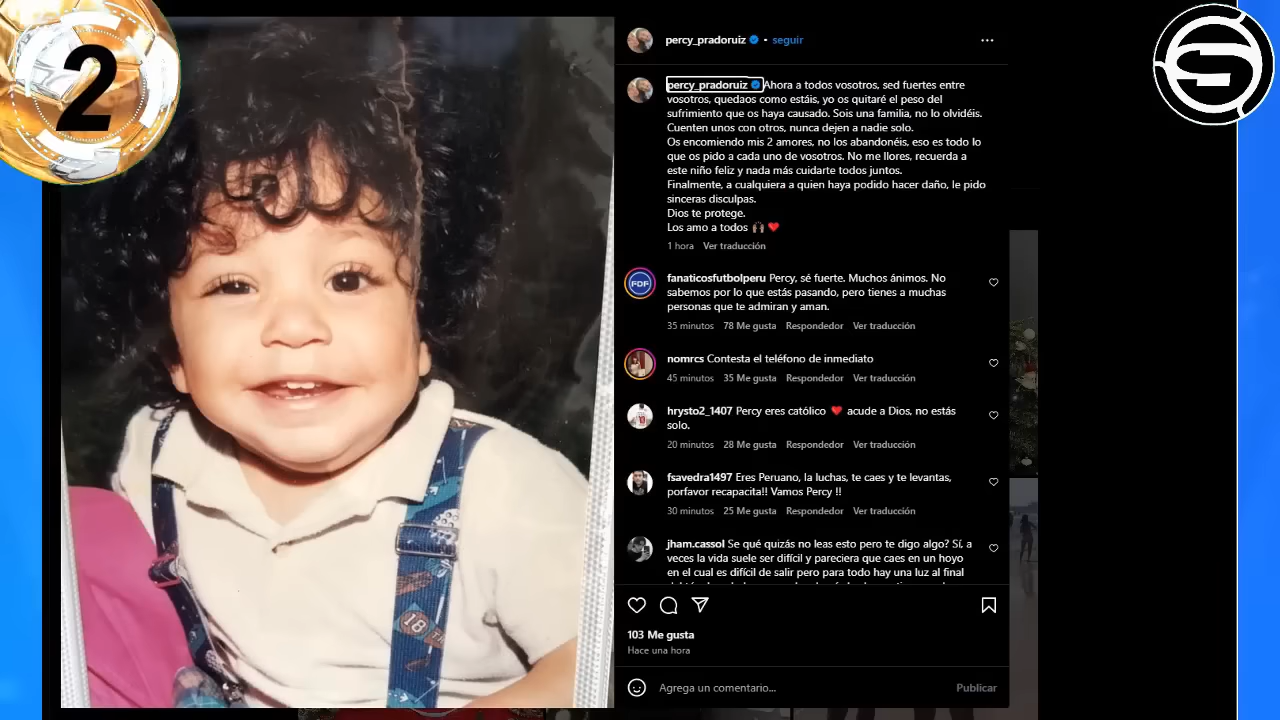 2
percy_pradoruiz • seguir
percy_pradoruiz Ahora a todos vosotros, sed fuertes entre
vosotros, quedaos como estáis, yo os quitaré el peso del
sufrimiento que os haya causado. Sois una familia, no lo olvidéis.
Cuenten unos con otros, nunca dejen a nadie solo.
Os encomiendo mis 2 amores, no los abandonéis, eso es todo lo
que os pido a cada uno de vosotros. No me llores, recuerda a
este niño feliz y nada más cuidarte todos juntos.
Finalmente, a cualquiera a quien haya podido hacer daño, le pido
sinceras disculpas.
Dios te protege.
Los amo a todos 🙌🏿 ❤️
1 hora Ver traducción
FDF
fanaticosfutbolperu Percy, sé fuerte. Muchos ánimos. No
sabemos por lo que estás pasando, pero tienes a muchas
personas que te admiran y aman.
35 minutos 78 Me gusta Respondedor Ver traducción
nomrcs Contesta el teléfono de inmediato
45 minutos 35 Me gusta Respondedor Ver traducción
hrysto2_1407 Percy eres católico ❤️ acude a Dios, no estás
solo.
20 minutos 28 Me gusta Respondedor Ver traducción
fsavedra1497 Eres Peruano, la luchas, te caes y te levantas,
porfavor recapacita!! Vamos Percy !!
30 minutos 25 Me gusta Respondedor Ver traducción
jham.cassol Se qué quizás no leas esto pero te digo algo? Sí, a
veces la vida suele ser difícil y pareciera que caes en un hoyo
en el cual es difícil de salir pero para todo hay una luz al final
103 Me gusta
Hace una hora
Agrega un comentario... Publicar
18